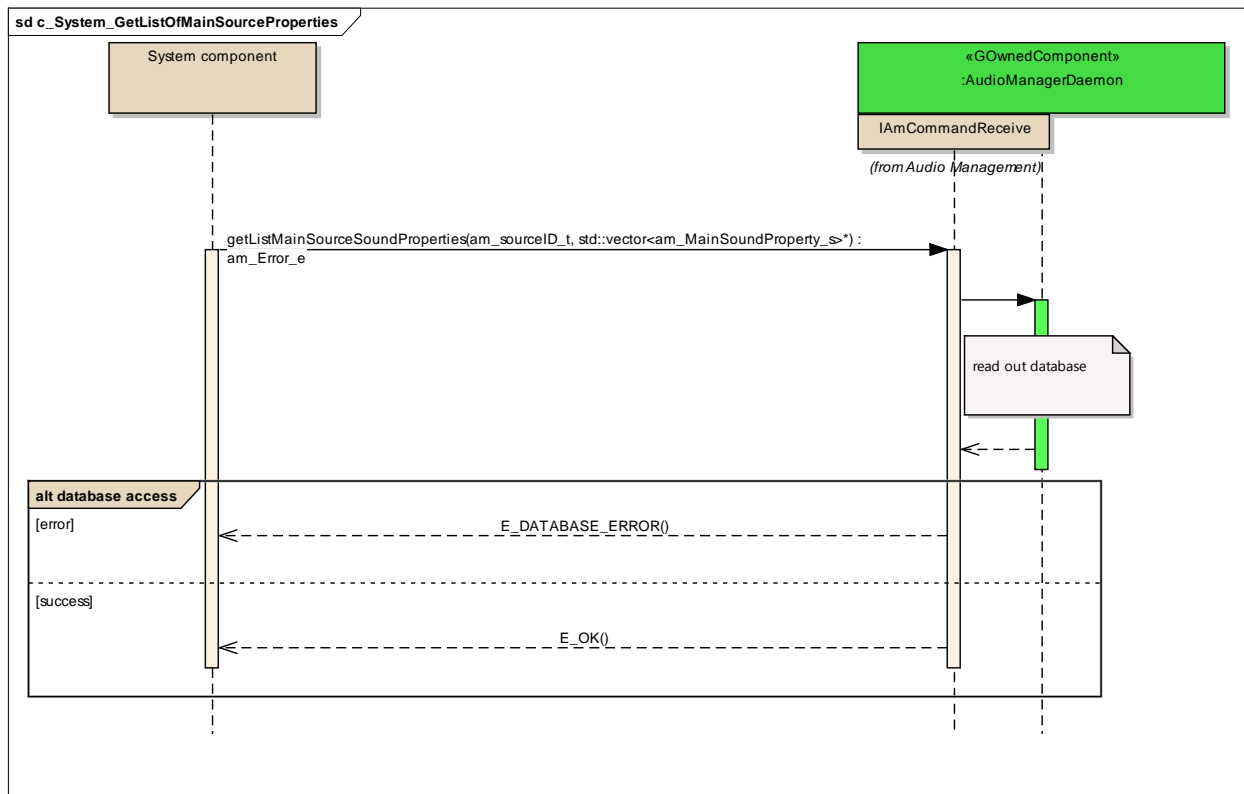 sd c_System_GetListOfMainSourceProperties
System component
«GOwnedComponent»
:AudioManagerDaemon
IAmCommandReceive
(from Audio Management)
getListMainSourceSoundProperties(am_sourceID_t, std::vector<am_MainSoundProperty_s>*) :
am_Error_e
read out database
alt database access
[error]
E_DATABASE_ERROR()
[success]
E_OK()